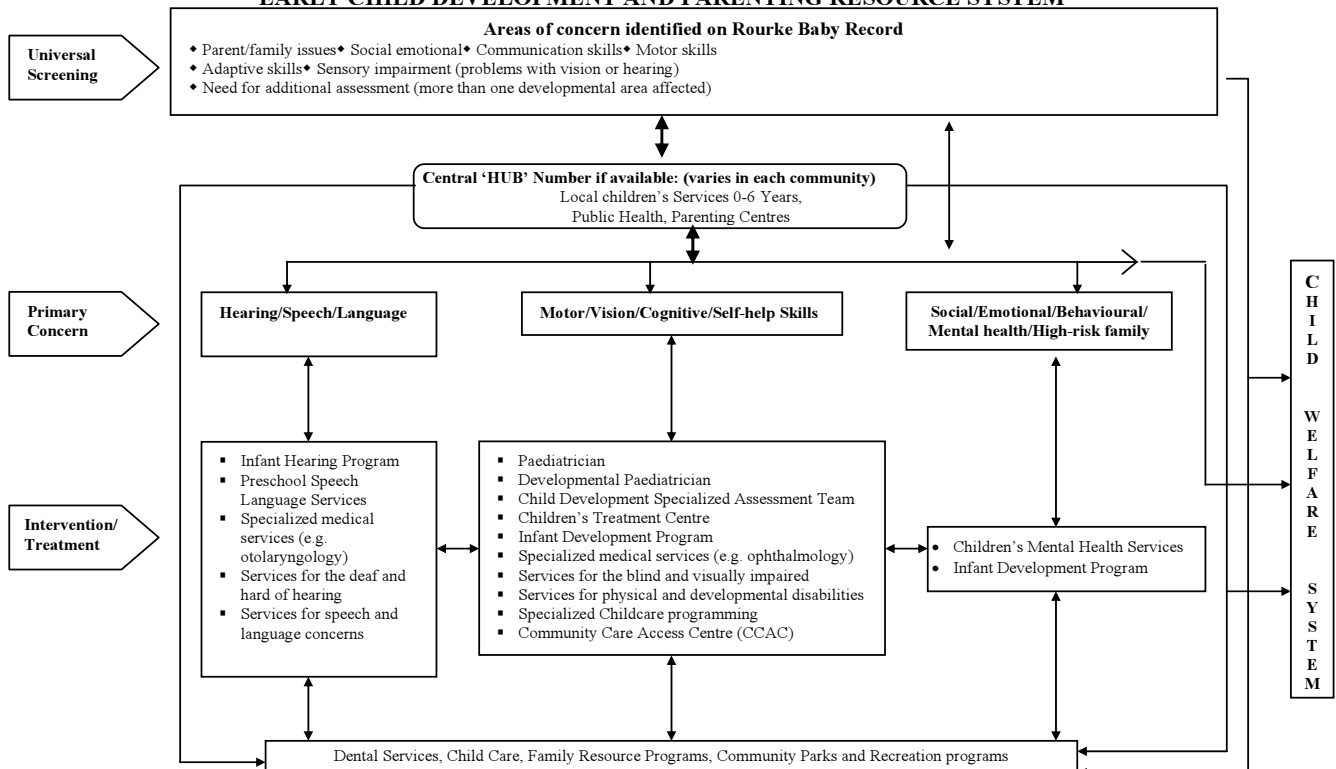 EARLY CHILD DEVELOPMENT AND PARENTING RESOURCE SYSTEM
Universal
Screening
Areas of concern identified on Rourke Baby Record
◆ Parent/family issues◆ Social emotional◆ Communication skills◆ Motor skills
◆ Adaptive skills◆ Sensory impairment (problems with vision or hearing)
◆ Need for additional assessment (more than one developmental area affected)
Central ‘HUB’ Number if available: (varies in each community)
Local children’s Services 0-6 Years,
Public Health, Parenting Centres
Primary
Concern
Hearing/Speech/Language
Motor/Vision/Cognitive/Self-help Skills
Social/Emotional/Behavioural/
Mental health/High-risk family
Intervention/
Treatment
▪ Infant Hearing Program
▪ Preschool Speech
Language Services
▪ Specialized medical
services (e.g.
otolaryngology)
▪ Services for the deaf and
hard of hearing
▪ Services for speech and
language concerns
▪ Paediatrician
▪ Developmental Paediatrician
▪ Child Development Specialized Assessment Team
▪ Children’s Treatment Centre
▪ Infant Development Program
▪ Specialized medical services (e.g. ophthalmology)
▪ Services for the blind and visually impaired
▪ Services for physical and developmental disabilities
▪ Specialized Childcare programming
▪ Community Care Access Centre (CCAC)
• Children’s Mental Health Services
• Infant Development Program
CHILD WELFARE SYSTEM
Dental Services, Child Care, Family Resource Programs, Community Parks and Recreation programs